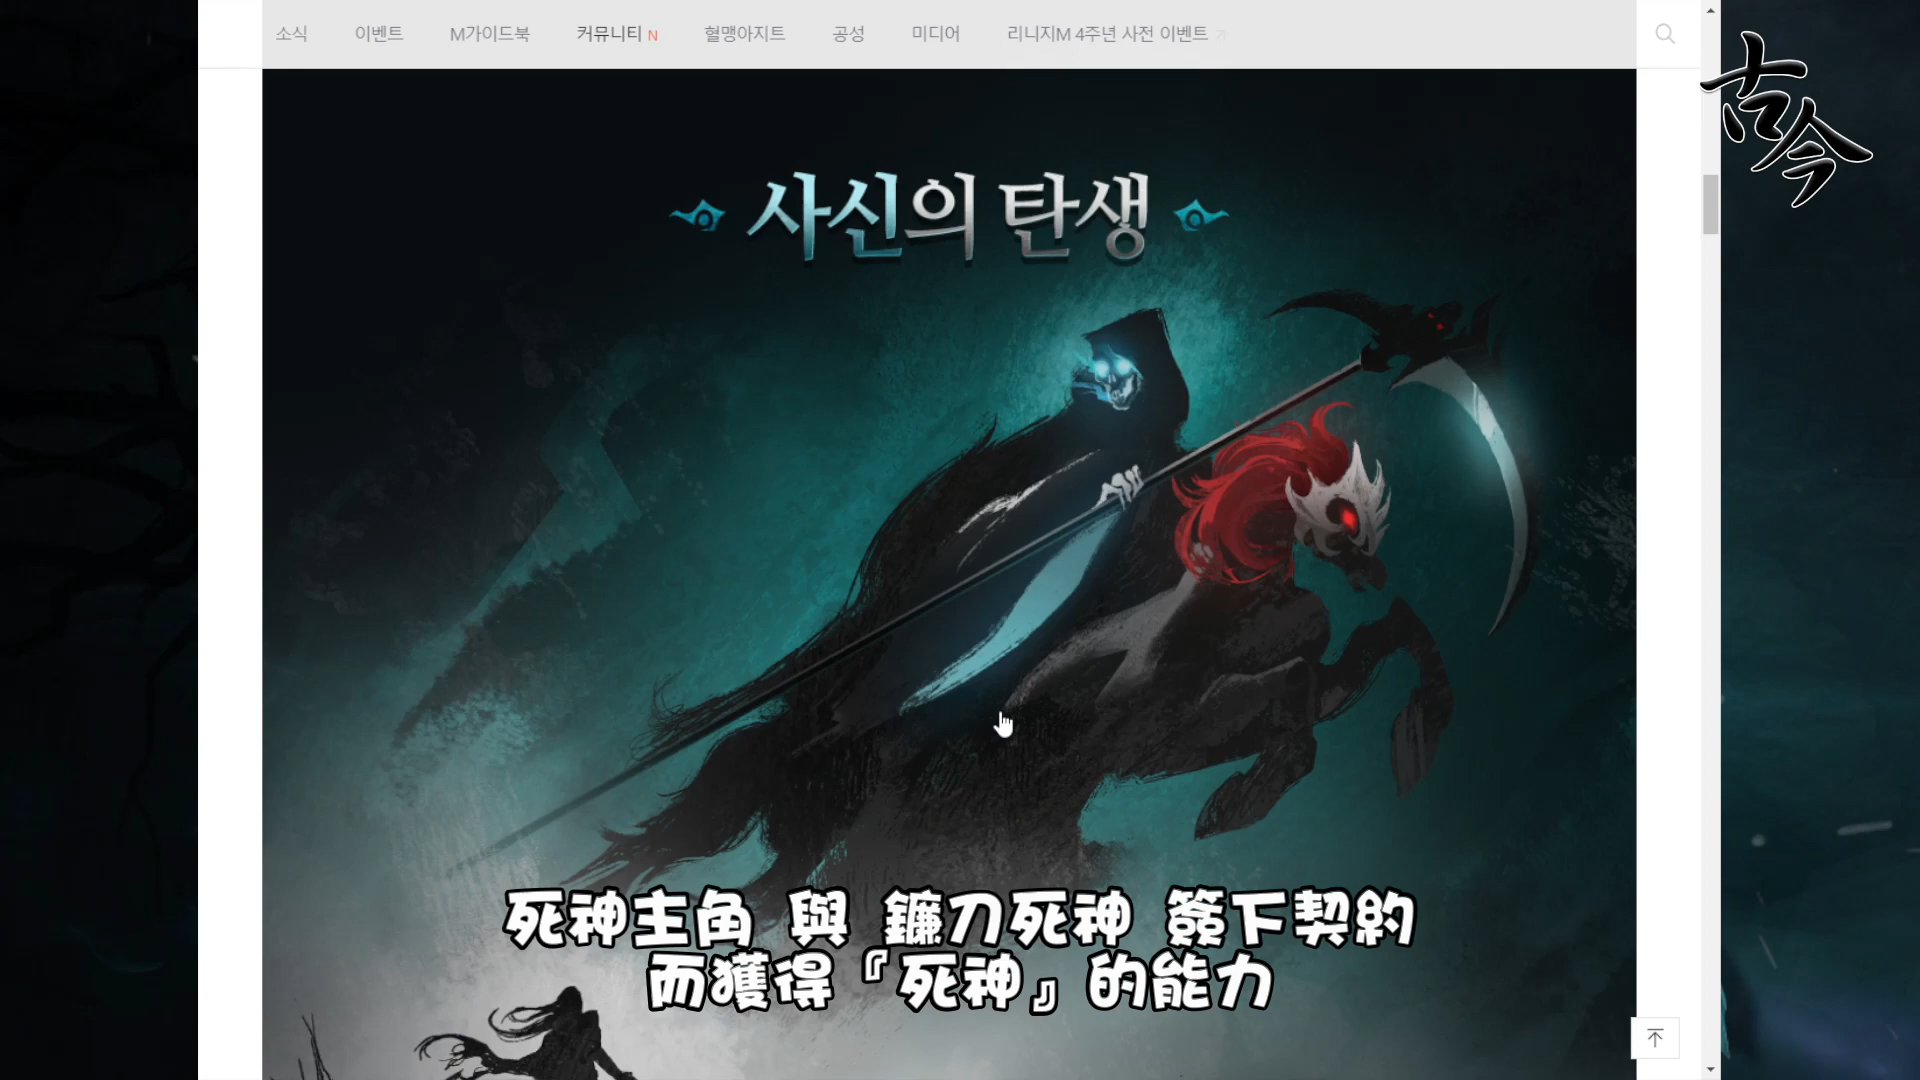 소식
이벤트
M가이드북
커뮤니티 N
혈맹아지트
공성
미디어
리니지M 4주년 사전 이벤트
古今
사신의 탄생
死神主角 與 鐮刀死神 簽下契約
而獲得『死神』的能力